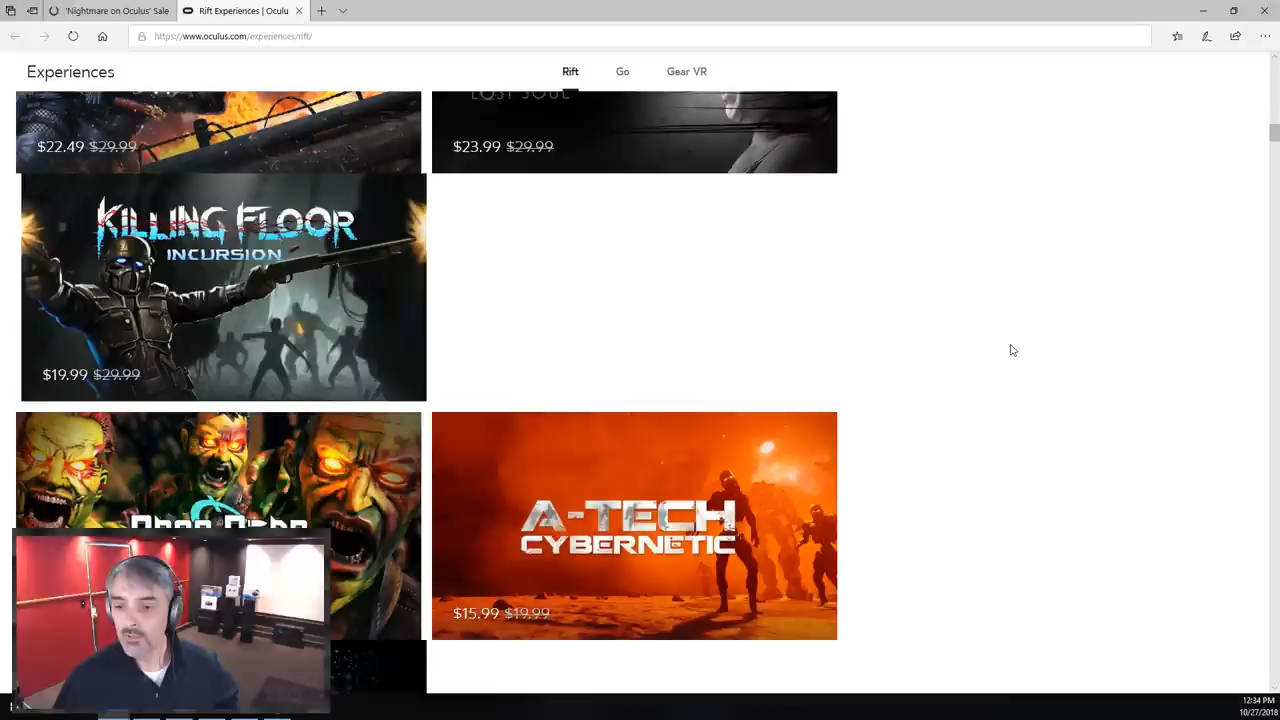 'Nightmare on Oculus' Sale
Rift Experiences | Oculu
https://www.oculus.com/experiences/rift/
Experiences
Rift
Go
Gear VR
LOST SOUL
$22.49 $29.99
$23.99 $29.99
KILLING FLOOR
INCURSION
$19.99 $29.99
A-TECH
CYBERNETIC
$15.99 $19.99
12:34 PM
10/27/2018